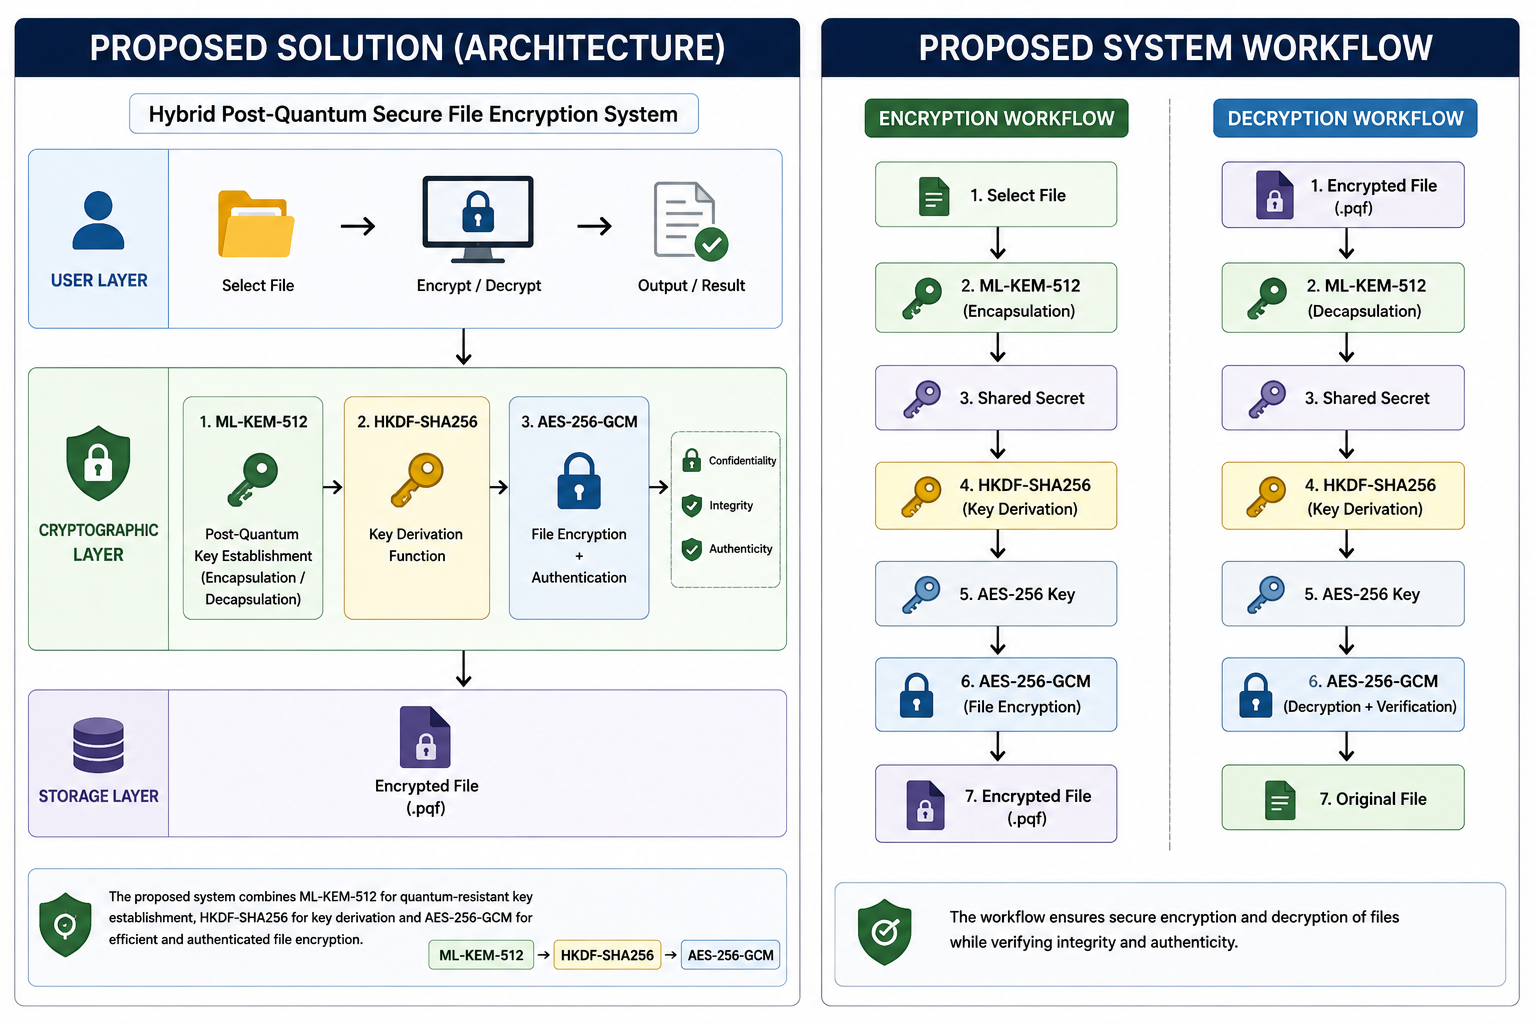 PROPOSED SOLUTION (ARCHITECTURE)
Hybrid Post-Quantum Secure File Encryption System
USER LAYER
Select File
Encrypt / Decrypt
Output / Result
CRYPTOGRAPHIC
LAYER
1. ML-KEM-512
Post-Quantum
Key Establishment
(Encapsulation /
Decapsulation)
2. HKDF-SHA256
Key Derivation
Function
3. AES-256-GCM
File Encryption
+
Authentication
Confidentiality
Integrity
Authenticity
STORAGE LAYER
Encrypted File
(.pqf)
The proposed system combines ML-KEM-512 for quantum-resistant key
establishment, HKDF-SHA256 for key derivation and AES-256-GCM for
efficient and authenticated file encryption.
ML-KEM-512
HKDF-SHA256
AES-256-GCM
PROPOSED SYSTEM WORKFLOW
ENCRYPTION WORKFLOW
1. Select File
2. ML-KEM-512
(Encapsulation)
3. Shared Secret
4. HKDF-SHA256
(Key Derivation)
5. AES-256 Key
6. AES-256-GCM
(File Encryption)
7. Encrypted File
(.pqf)
DECRYPTION WORKFLOW
1. Encrypted File
(.pqf)
2. ML-KEM-512
(Decapsulation)
3. Shared Secret
4. HKDF-SHA256
(Key Derivation)
5. AES-256 Key
6. AES-256-GCM
(Decryption + Verification)
7. Original File
The workflow ensures secure encryption and decryption of files
while verifying integrity and authenticity.